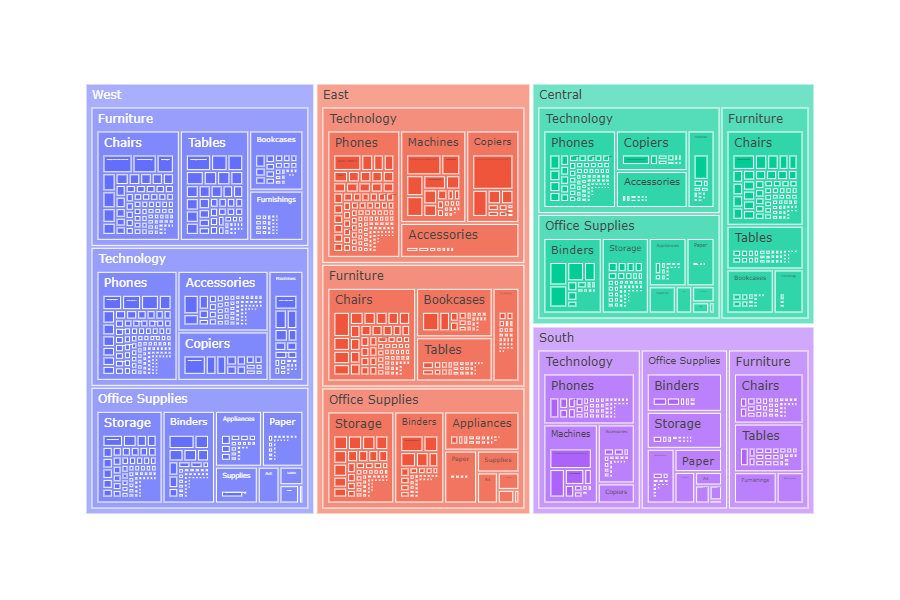 West
Furniture
Chairs
Tables
Bookcases
Furnishings
Technology
Phones
Accessories
Machines
Copiers
Office Supplies
Storage
Binders
Appliances
Paper
Supplies
Art
East
Technology
Phones
Machines
Copiers
Accessories
Furniture
Chairs
Bookcases
Tables
Office Supplies
Storage
Binders
Appliances
Paper
Supplies
Art
Central
Technology
Phones
Copiers
Accessories
Office Supplies
Binders
Storage
Appliances
Paper
Furniture
Chairs
Tables
Bookcases
South
Technology
Phones
Machines
Accessories
Copiers
Office Supplies
Binders
Storage
Paper
Art
Furniture
Chairs
Tables
Furnishings